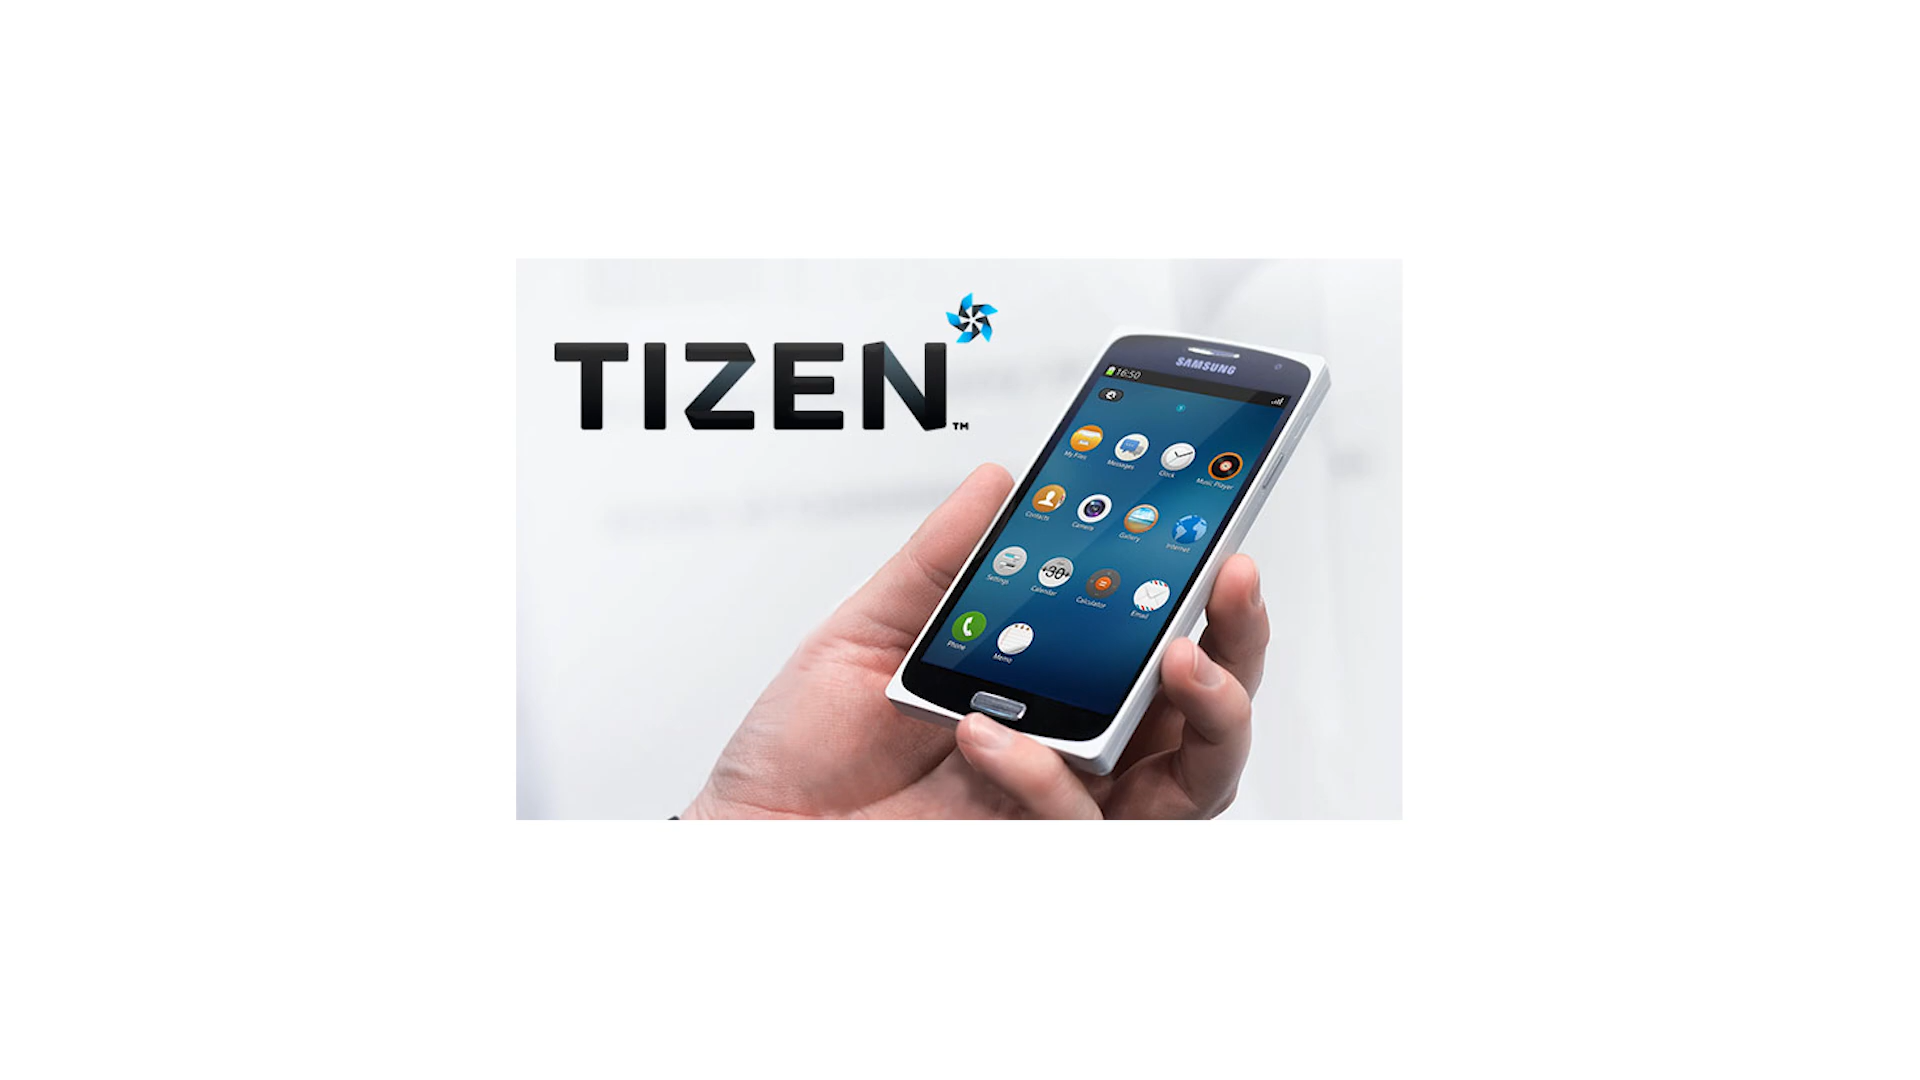 TIZEN™
SAMSUNG
16:50
My Files
Messages
Clock
Music Player
Contacts
Camera
Gallery
Internet
Settings
30
Calendar
Calculator
Email
Phone
Memo